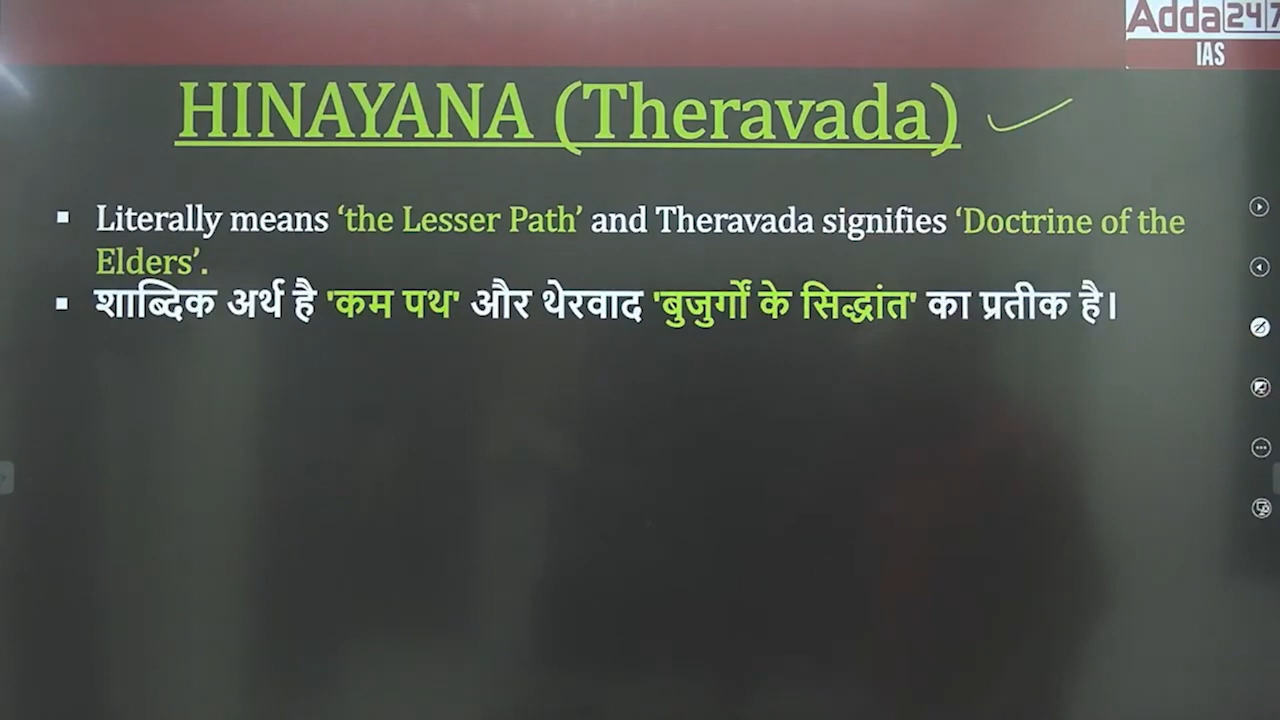 Adda247
IAS
HINAYANA (Theravada)
▪ Literally means ‘the Lesser Path’ and Theravada signifies ‘Doctrine of the
Elders’.
▪ शाब्दिक अर्थ है 'कम पथ' और थेरवाद 'बुजुर्गों के सिद्धांत' का प्रतीक है।